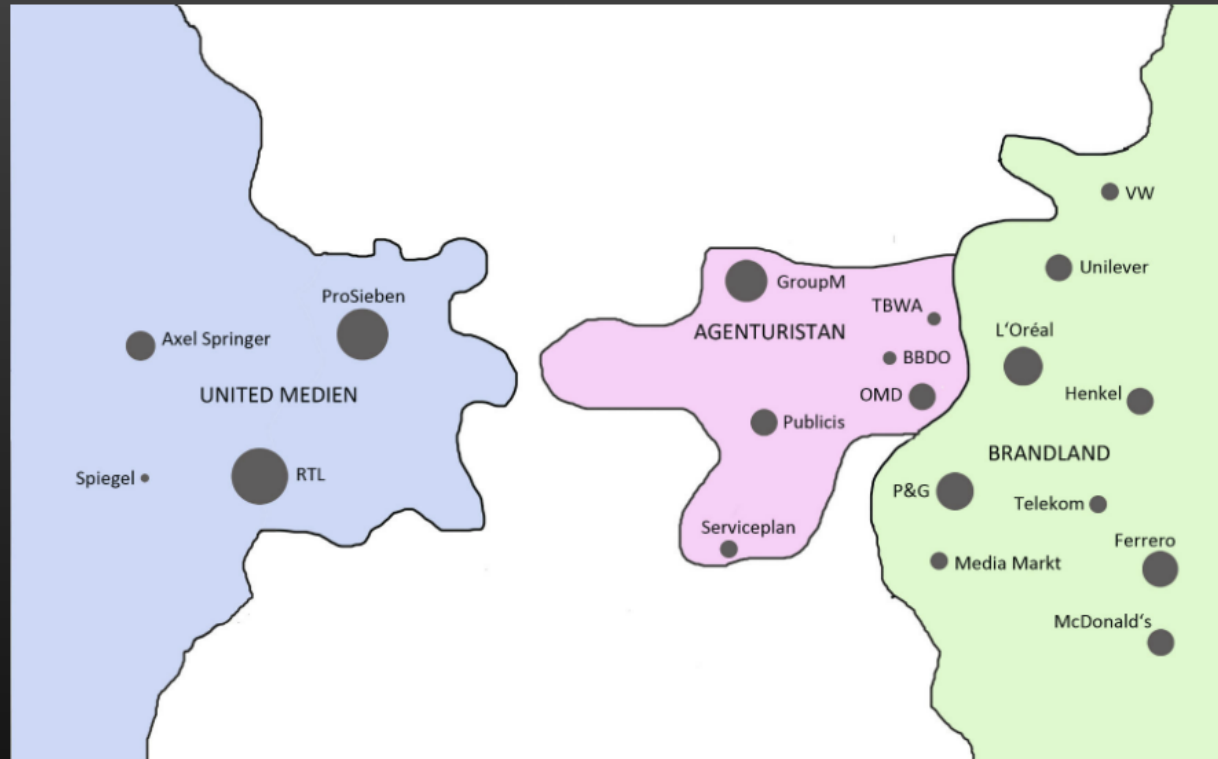 ProSieben
Axel Springer
UNITED MEDIEN
Spiegel
RTL
GroupM
TBWA
AGENTURISTAN
BBDO
OMD
Publicis
Serviceplan
VW
Unilever
L‘Oréal
Henkel
BRANDLAND
P&G
Telekom
Ferrero
Media Markt
McDonald‘s